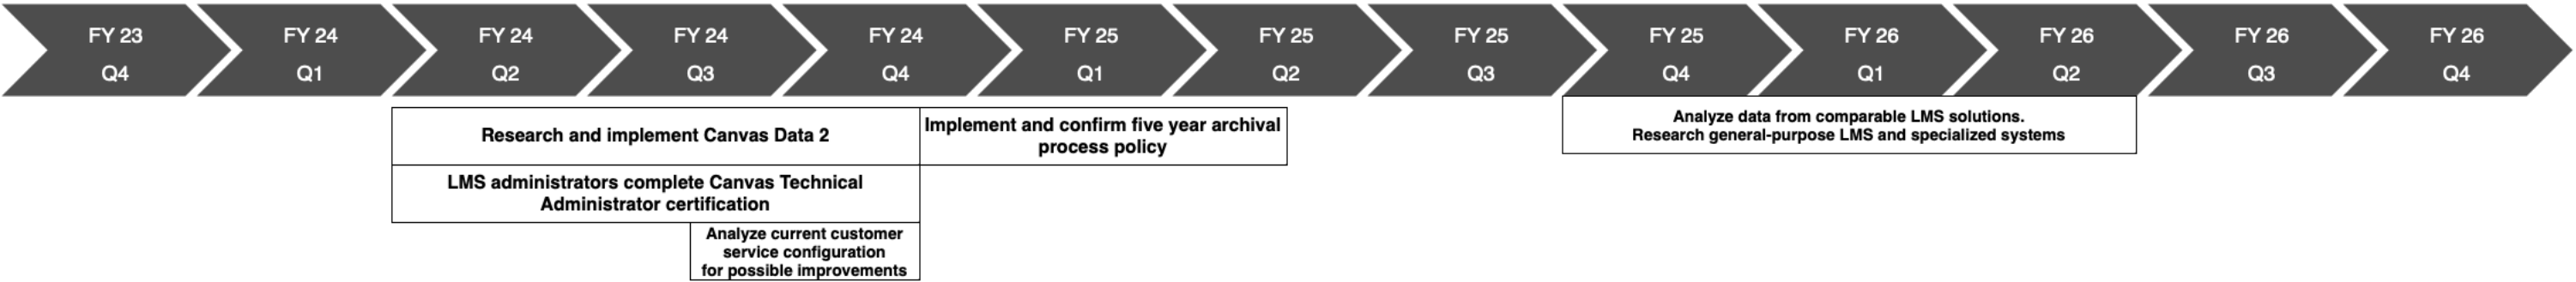 FY 23 FY 24 FY 24 FY 24 FY 24 FY 25 FY 25 FY 25 FY 25 FY 26 FY 26 FY 26 FY 26
Q4 Q1 Q2 Q3 Q4 Q1 Q2 Q3 Q4 Q1 Q2 Q3 Q4
Research and implement Canvas Data 2
Implement and confirm five year archival
process policy
Analyze data from comparable LMS solutions.
Research general-purpose LMS and specialized systems
LMS administrators complete Canvas Technical
Administrator certification
Analyze current customer
service configuration
for possible improvements